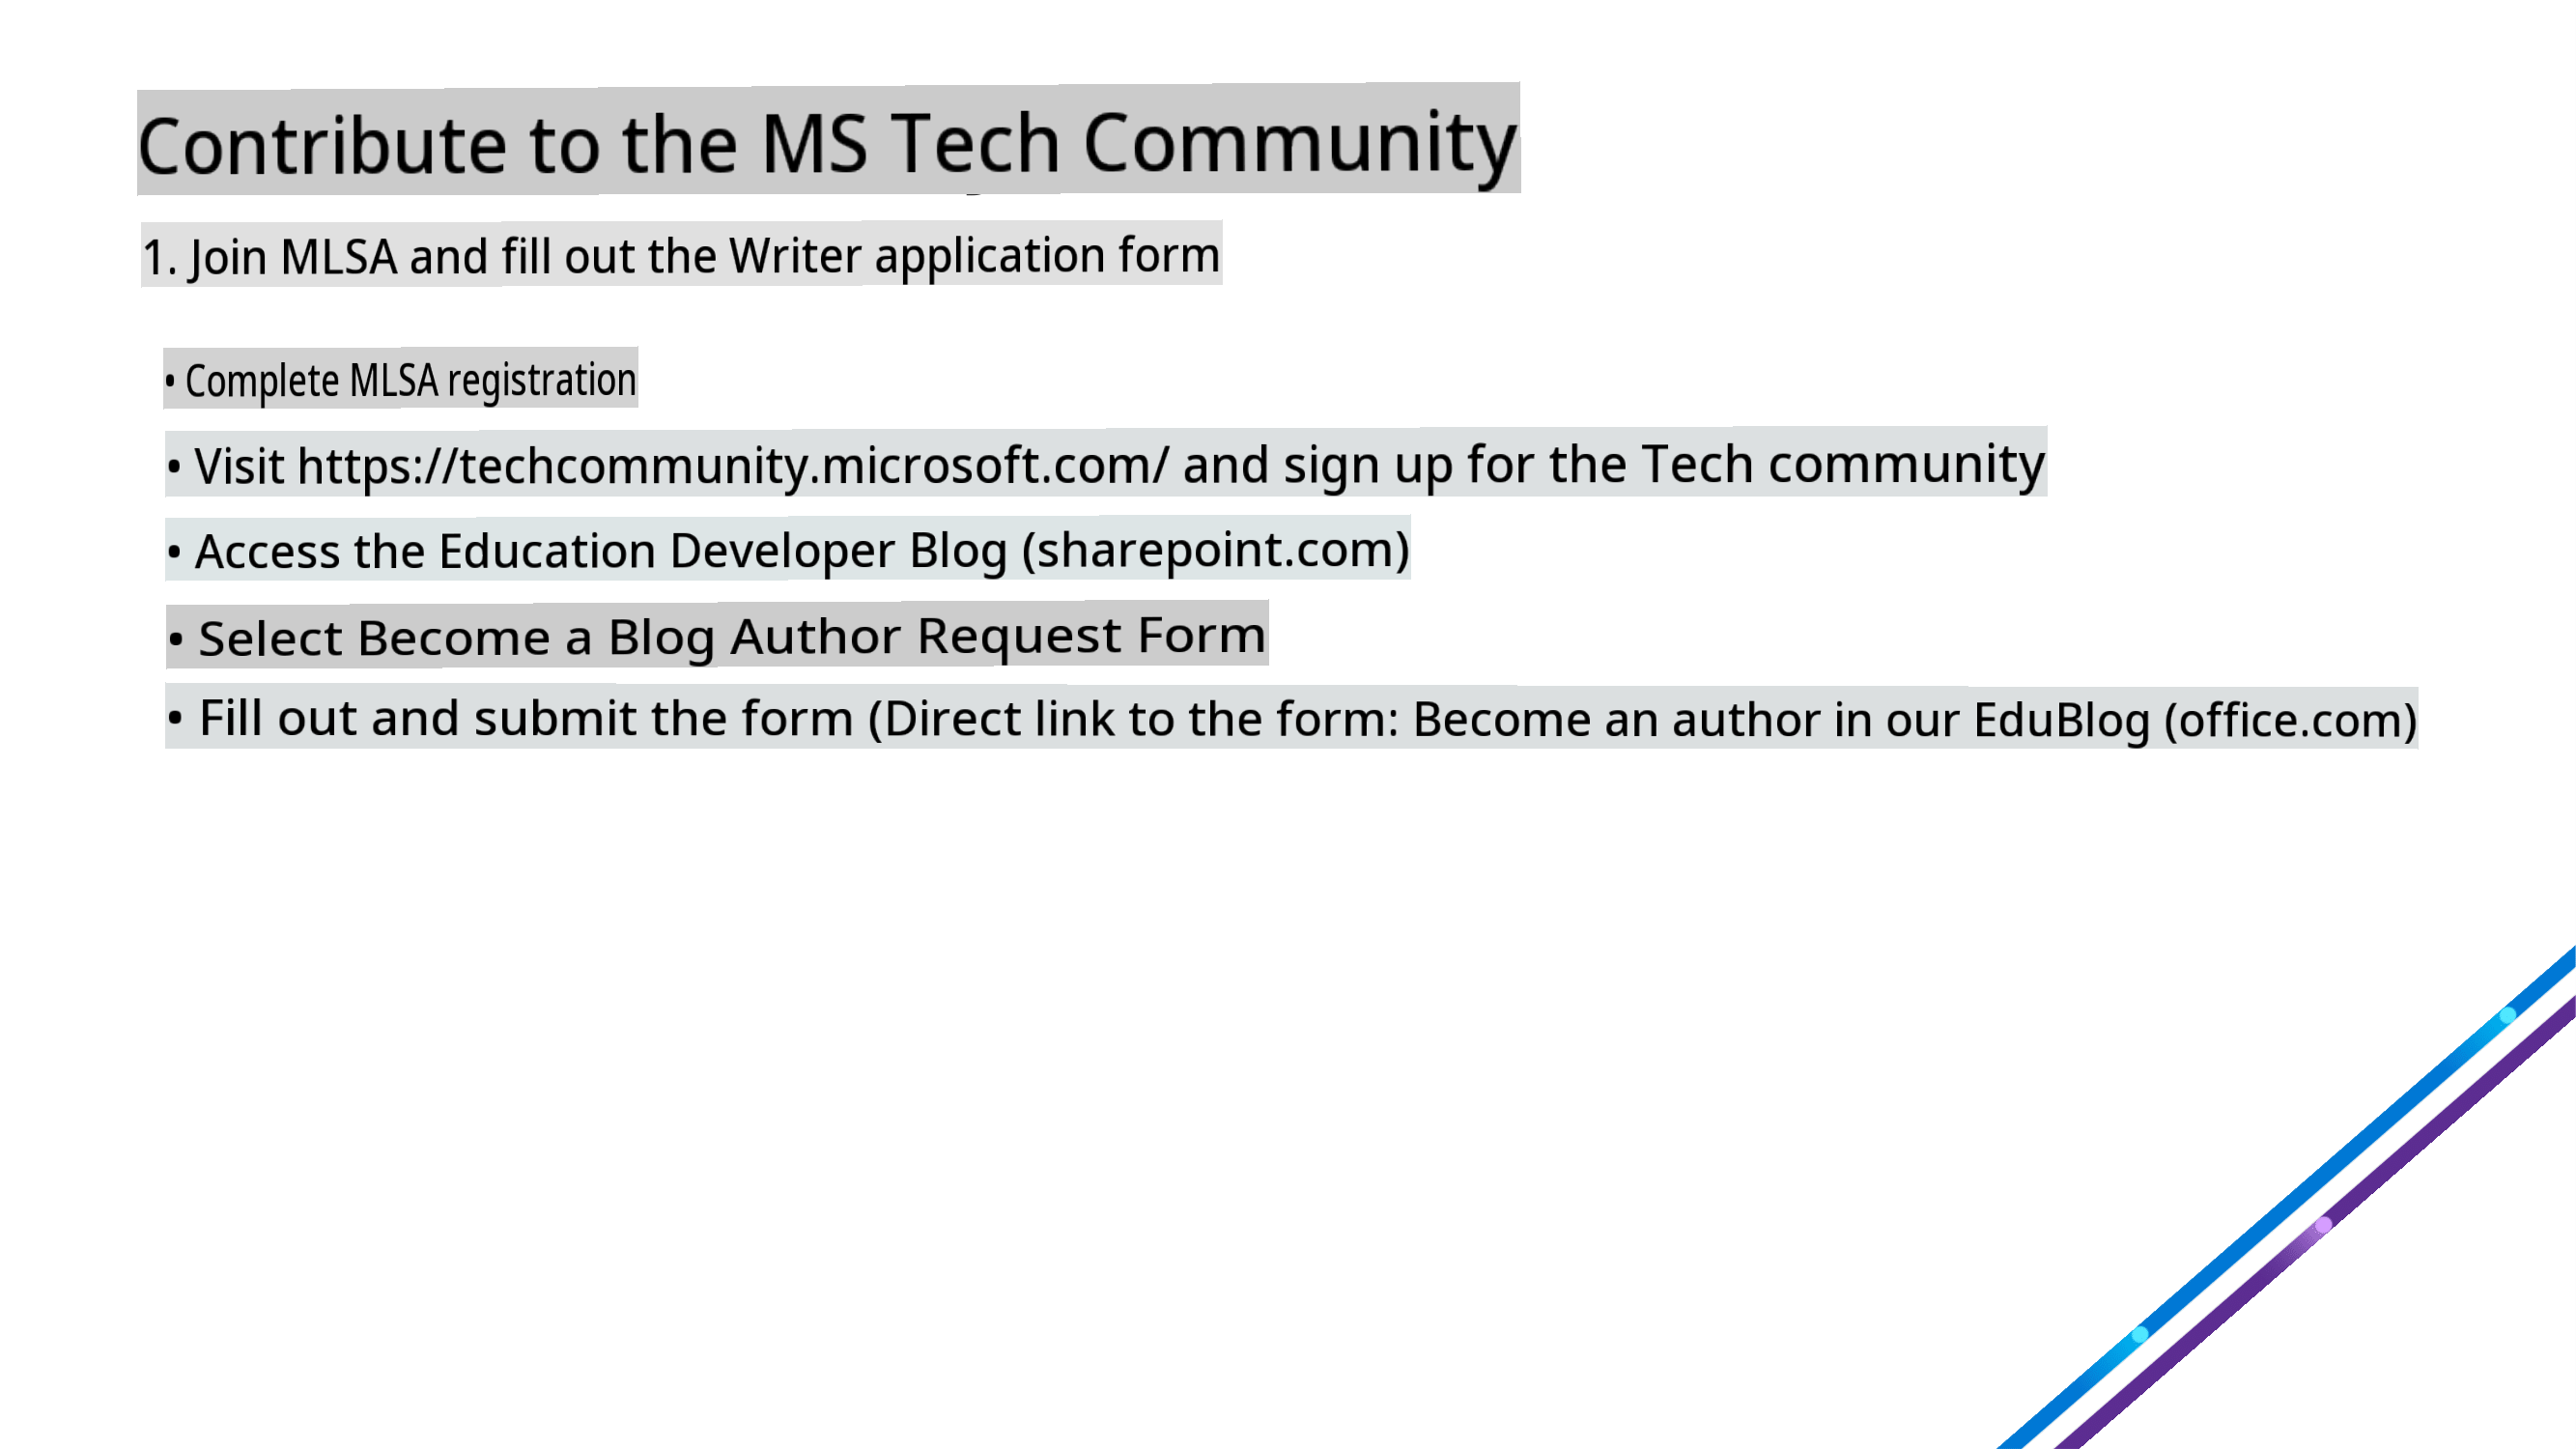 Contribute to the MS Tech Community
1. Join MLSA and fill out the Writer application form
• Complete MLSA registration
• Visit https://techcommunity.microsoft.com/ and sign up for the Tech community
• Access the Education Developer Blog (sharepoint.com)
• Select Become a Blog Author Request Form
• Fill out and submit the form (Direct link to the form: Become an author in our EduBlog (office.com)